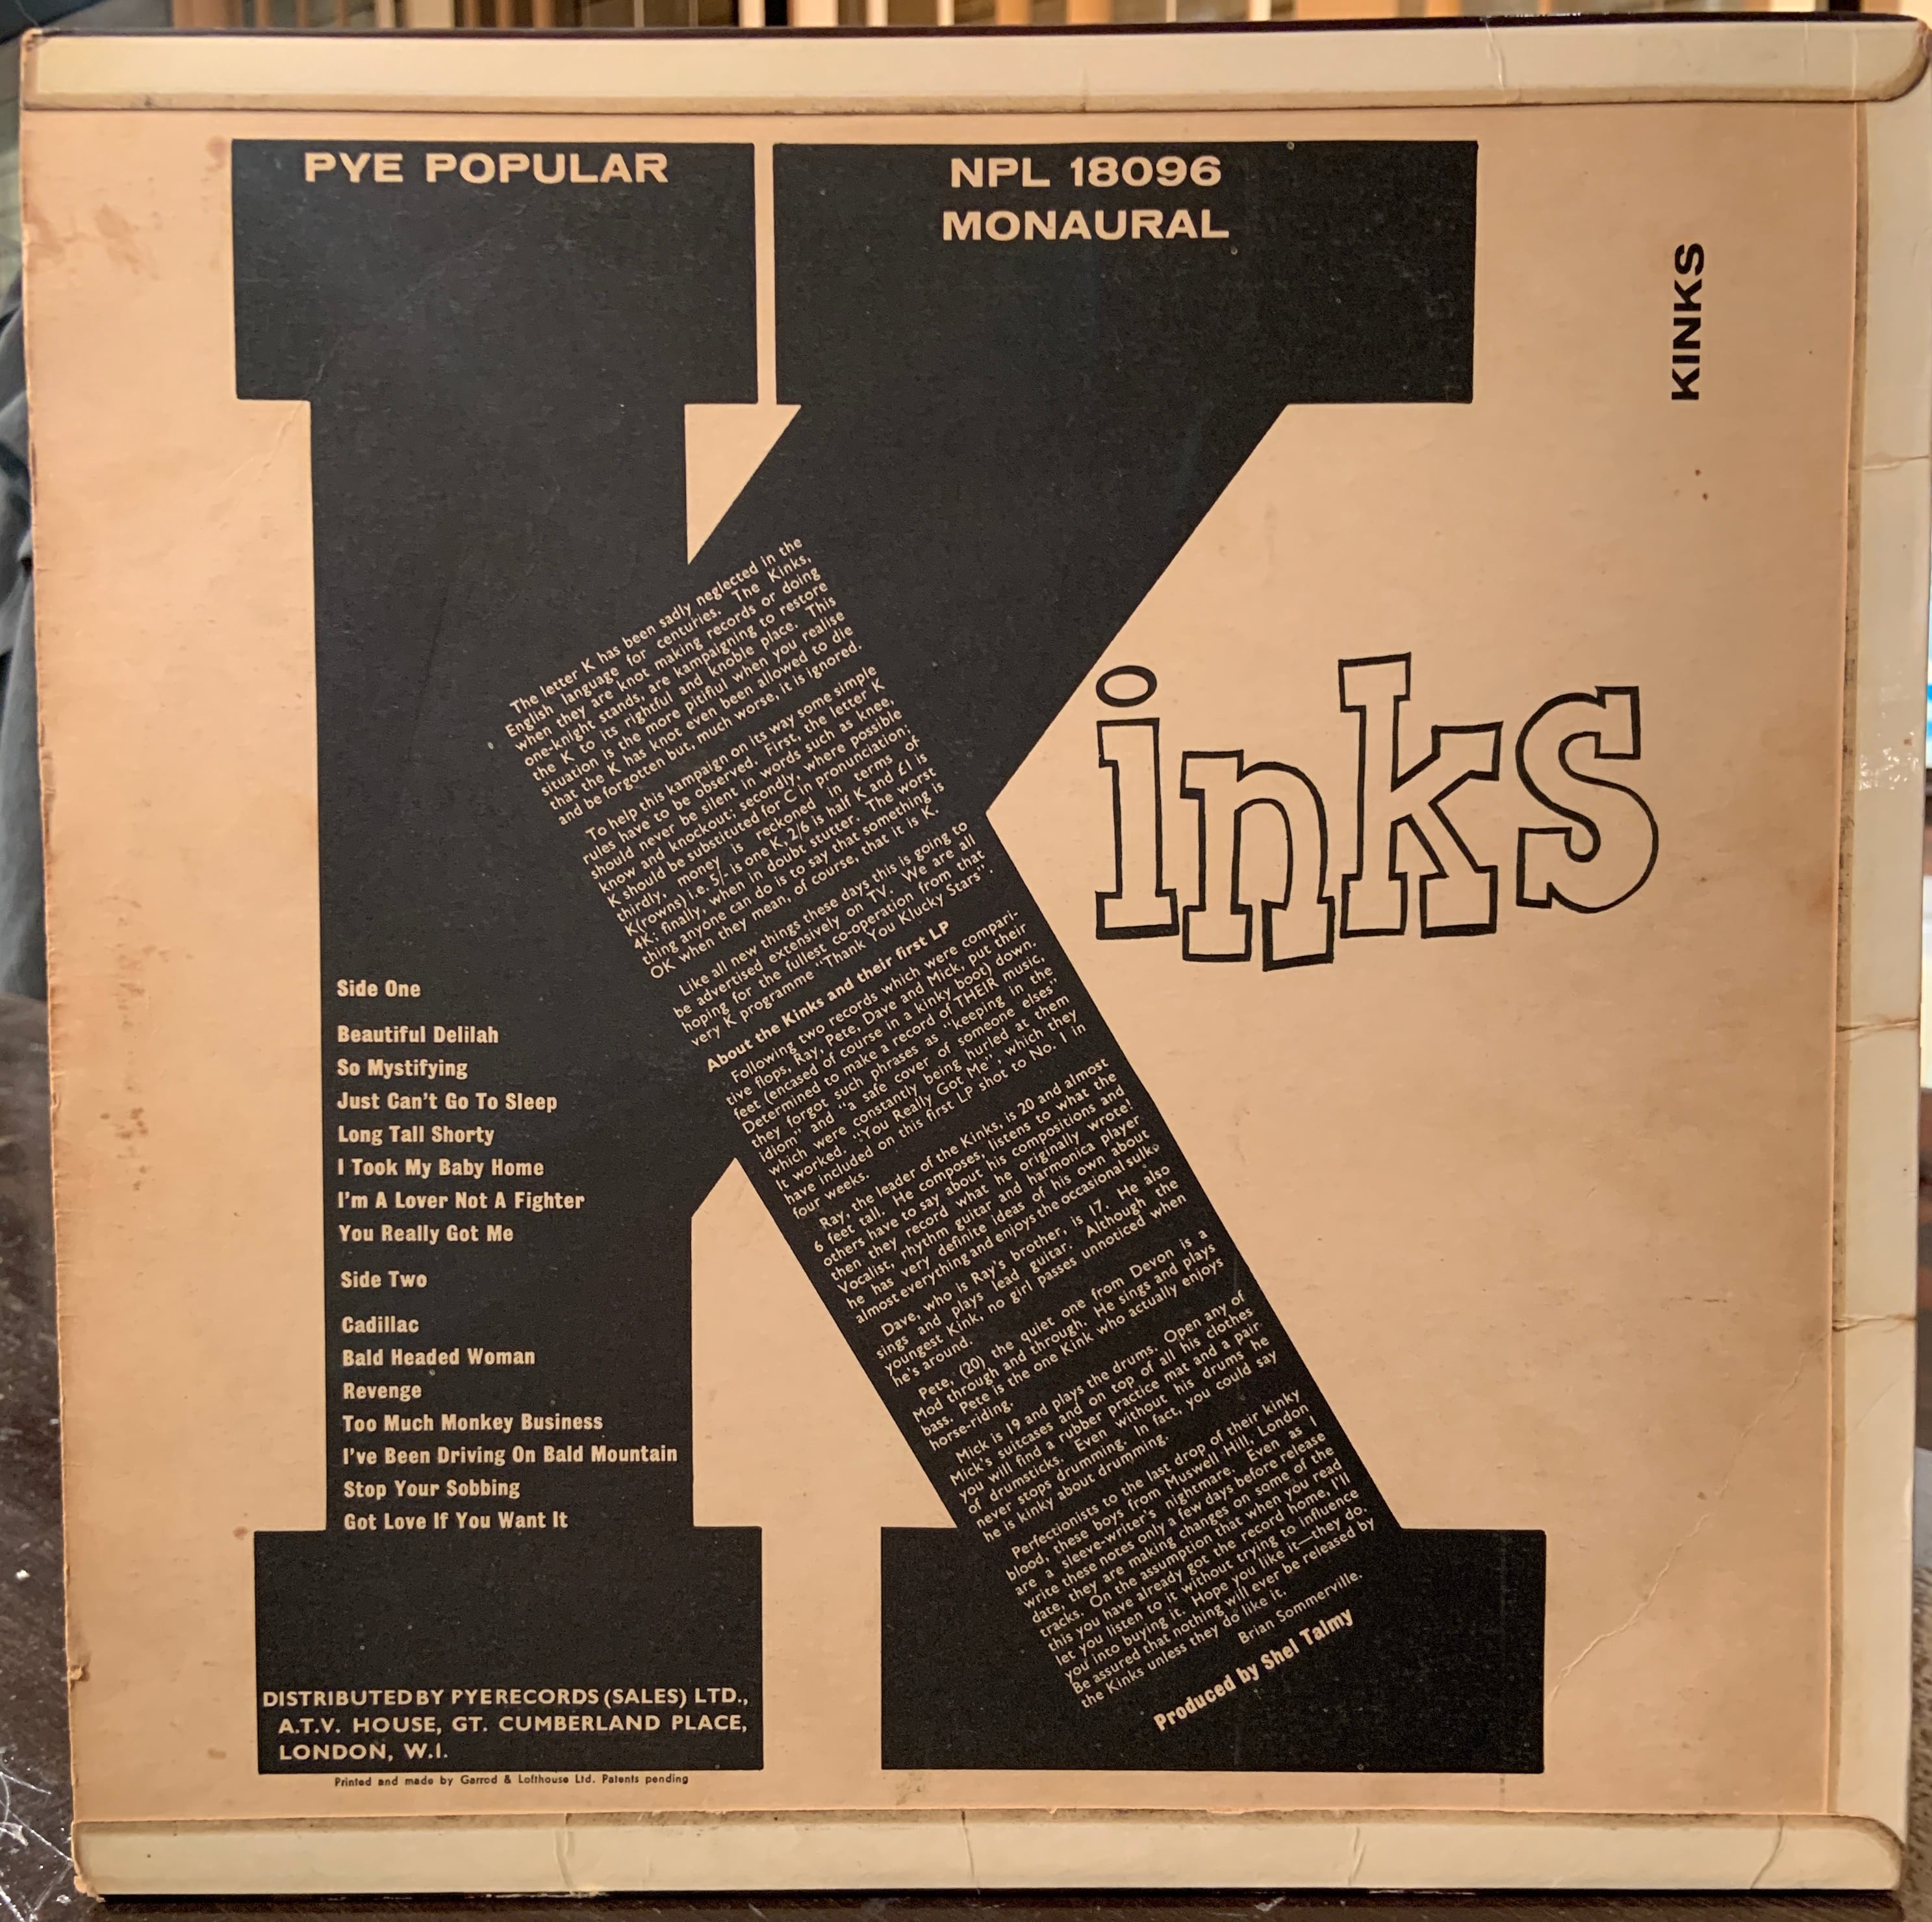 PYE POPULAR
NPL 18096
MONAURAL
KINKS
Kinks
The letter K has been sadly neglected in the
English language for centuries. The Kinks,
when they are knot making records or doing
one-knight stands, are kampaigning to restore
the K to its rightful and knoble place. This
situation is the more pitiful when you realise
that the K has knot even been allowed to die
and be forgotten but, much worse, it is ignored.
To help this kampaign on its way some simple
rules have to be observed. First, the letter K
should never be silent in words such as knee,
know and knockout; secondly, where possible
K should be substituted for C in pronunciation;
thirdly, money is reckoned in terms of
K(rowns) i.e. 5/- is one K, 2/6 is half K and £1 is
4K; finally, when in doubt stutter. The worst
thing anyone can do is to say that something is
OK when they mean, of course, that it is K.
Like all new things these days this is going to
be advertised extensively on TV. We are all
hoping for the fullest co-operation from that
very K programme "Thank You Klucky Stars".
About the Kinks and their first LP
Following two records which were compari-
tive flops, Ray, Pete, Dave and Mick, put their
feet (encased of course in a kinky boot) down.
Determined to make a record of THEIR music,
they forgot such phrases as "keeping in the
idiom" and "a safe cover of someone elses"
which were constantly being hurled at them
It worked. "You Really Got Me", which they
have included on this first LP shot to No. 1 in
four weeks.
Ray, the leader of the Kinks, is 20 and almost
6 feet tall. He composes, listens to what the
others have to say about his compositions and
then they record what he originally wrote!
Vocalist, rhythm guitar and harmonica player
he has very definite ideas of his own about
almost everything and enjoys the occasional sulk.
Dave, who is Ray's brother, is 17. He also
sings and plays lead guitar. Although the
youngest Kink, no girl passes unnoticed when
he's around.
Pete, (20) the quiet one from Devon is a
Mod through and through. He sings and plays
bass. Pete is the one Kink who actually enjoys
horse-riding.
Mick is 19 and plays the drums. Open any of
Mick's suitcases and on top of all his clothes
you will find a rubber practice mat and a pair
of drumsticks. Even without his drums he
never stops drumming. In fact, you could say
he is kinky about drumming.
Perfectionists to the last drop of their kinky
blood, these boys from Muswell Hill, London
are a sleeve-writer's nightmare. Even as I
write these notes only a few days before release
date, they are making changes on some of the
tracks. On the assumption that when you read
this you have already got the record home, I'll
let you listen to it without trying to influence
you into buying it. Hope you like it—they do.
Be assured that nothing will ever be released by
the Kinks unless they do like it.
Brian Sommerville.
Produced by Shel Talmy
Side One
Beautiful Delilah
So Mystifying
Just Can't Go To Sleep
Long Tall Shorty
I Took My Baby Home
I'm A Lover Not A Fighter
You Really Got Me
Side Two
Cadillac
Bald Headed Woman
Revenge
Too Much Monkey Business
I've Been Driving On Bald Mountain
Stop Your Sobbing
Got Love If You Want It
DISTRIBUTED BY PYE RECORDS (SALES) LTD.,
A.T.V. HOUSE, GT. CUMBERLAND PLACE,
LONDON, W.I.
Printed and made by Garrod & Lofthouse Ltd. Patents pending